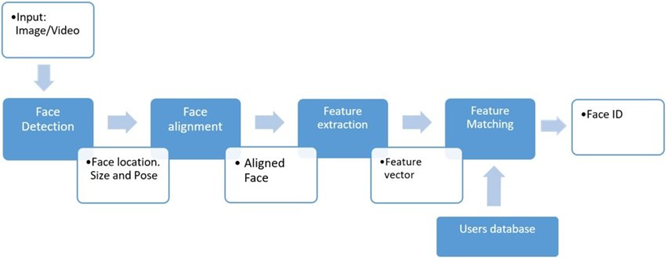 •Input:
Image/Video
Face
Detection
•Face location.
Size and Pose
Face
alignment
• Aligned
Face
Feature
extraction
•Feature
vector
Feature
Matching
Users database
•Face ID